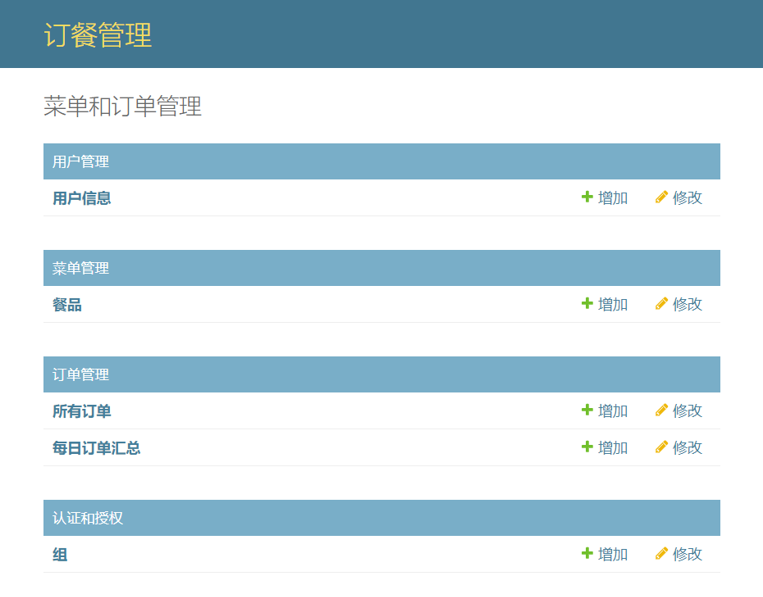 订餐管理
菜单和订单管理
用户管理
用户信息 增加 修改
菜单管理
餐品 增加 修改
订单管理
所有订单 增加 修改
每日订单汇总 增加 修改
认证和授权
组 增加 修改